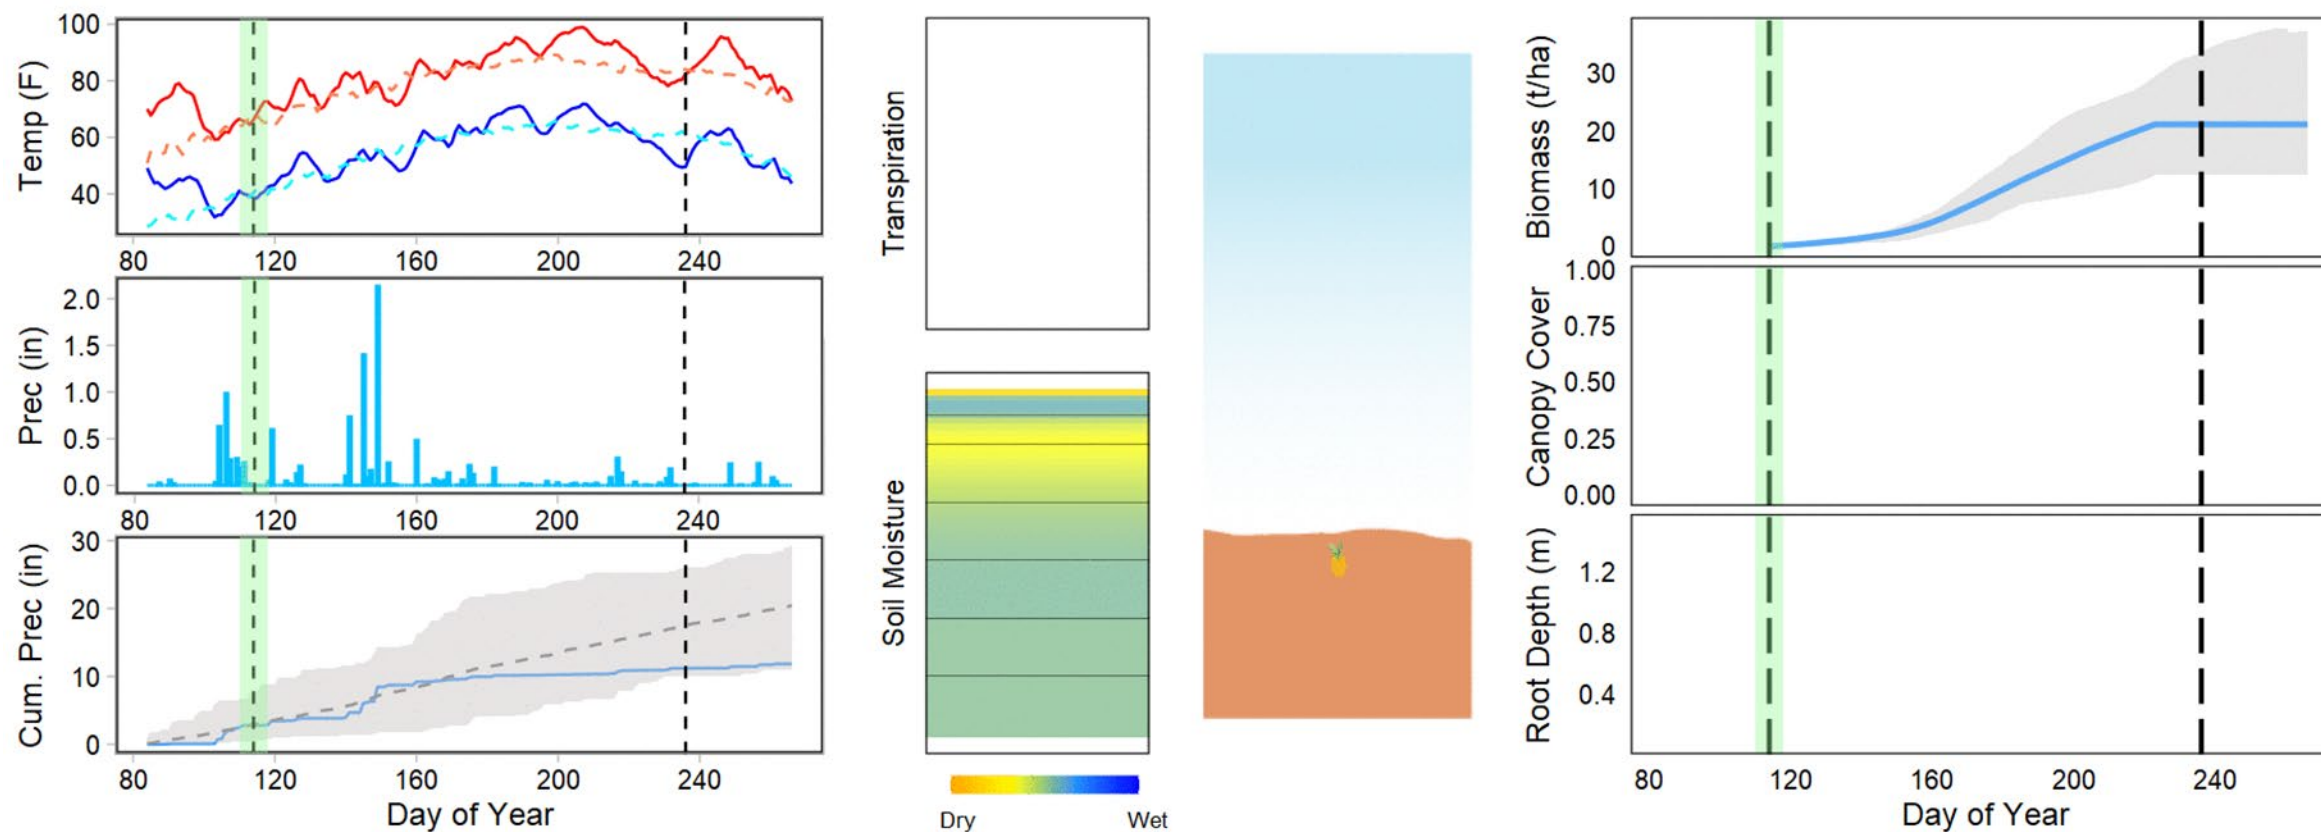 Temp (F)
100
80
60
40
80 120 160 200 240
Prec (in)
2.0
1.5
1.0
0.5
0.0
80 120 160 200 240
Cum. Prec (in)
30
20
10
0
80 120 160 200 240
Day of Year
Transpiration
Soil Moisture
Dry Wet
Biomass (t/ha)
30
20
10
0
Canopy Cover
1.00
0.75
0.50
0.25
0.00
Root Depth (m)
1.2
0.8
0.4
80 120 160 200 240
Day of Year